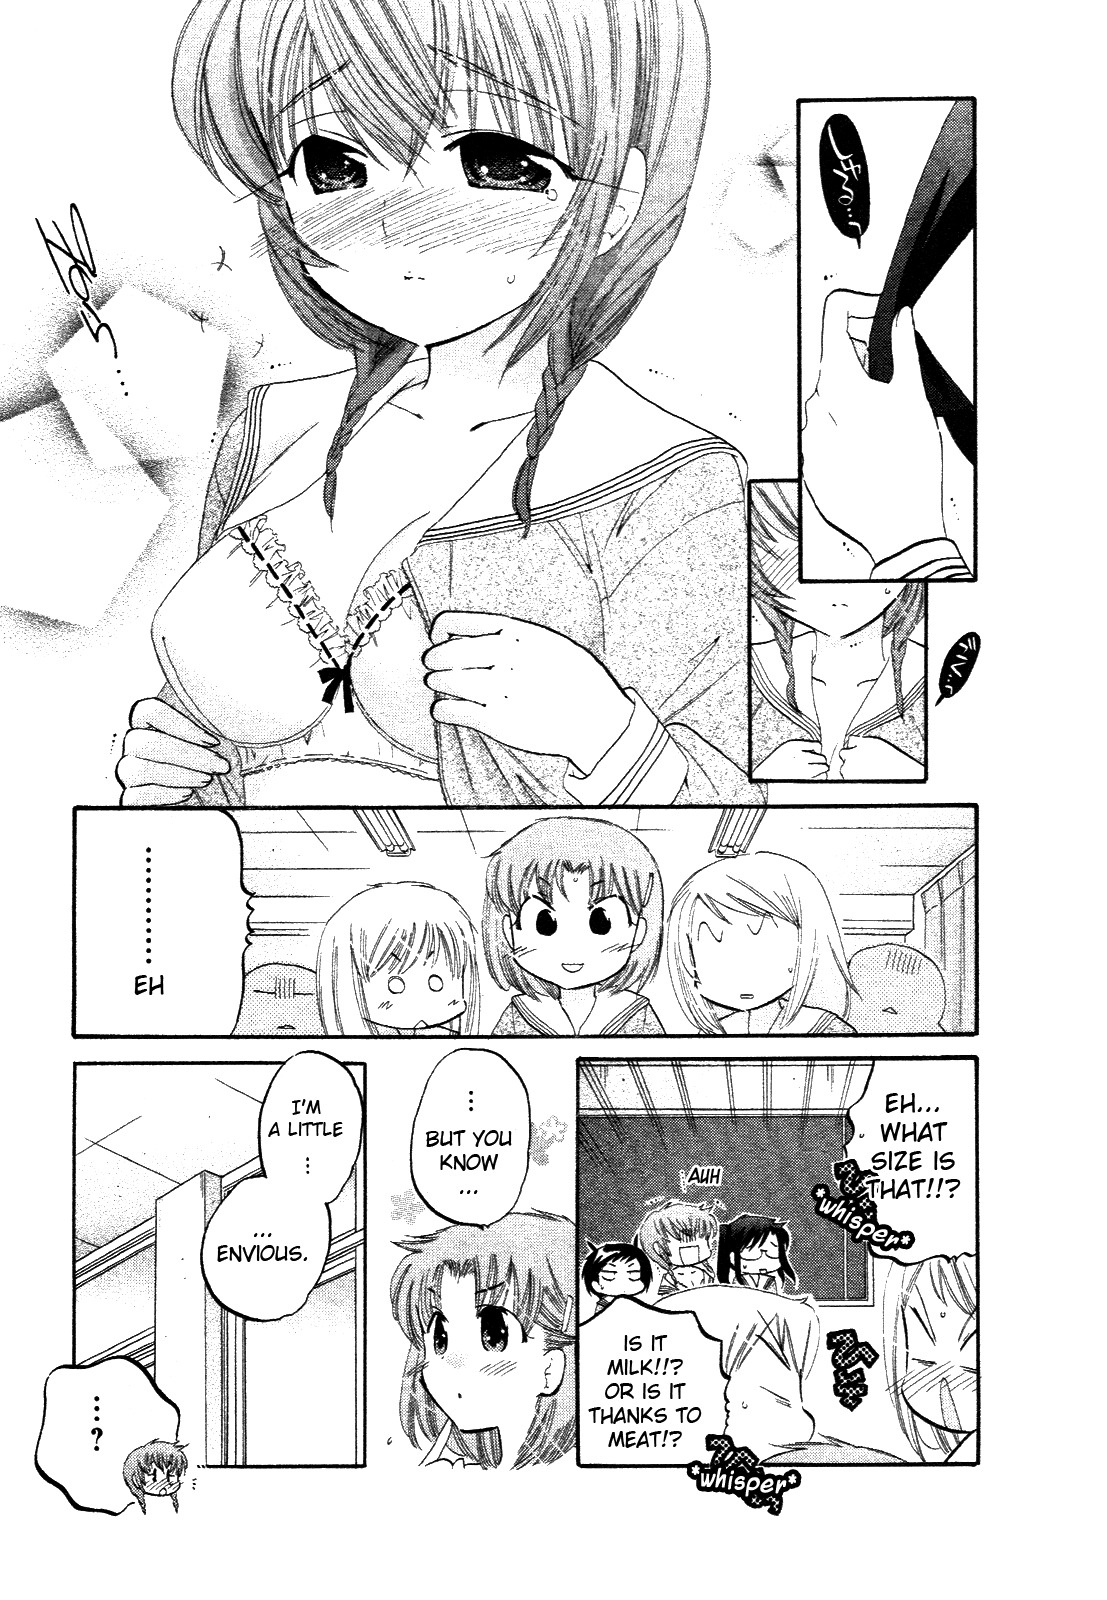 EH
EH...
WHAT
SIZE IS
THAT!!?
*whisper*
AUH
IS IT
MILK!!?
OR IS IT
THANKS TO
MEAT!?
*whisper*
...
BUT YOU
KNOW
...
I'M
A LITTLE
...
...
ENVIOUS.
...
?